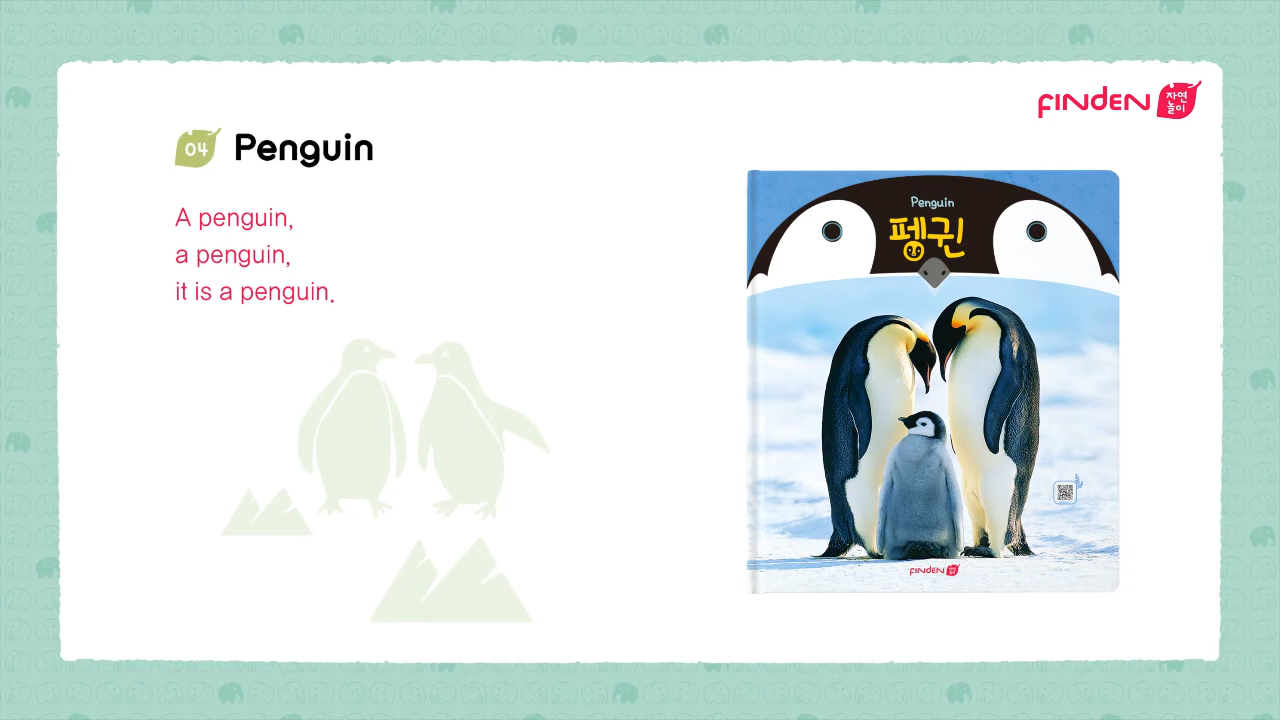 FINDEN 자연
놀이
04 Penguin
A penguin,
a penguin,
it is a penguin.
Penguin
펭귄
FINDEN